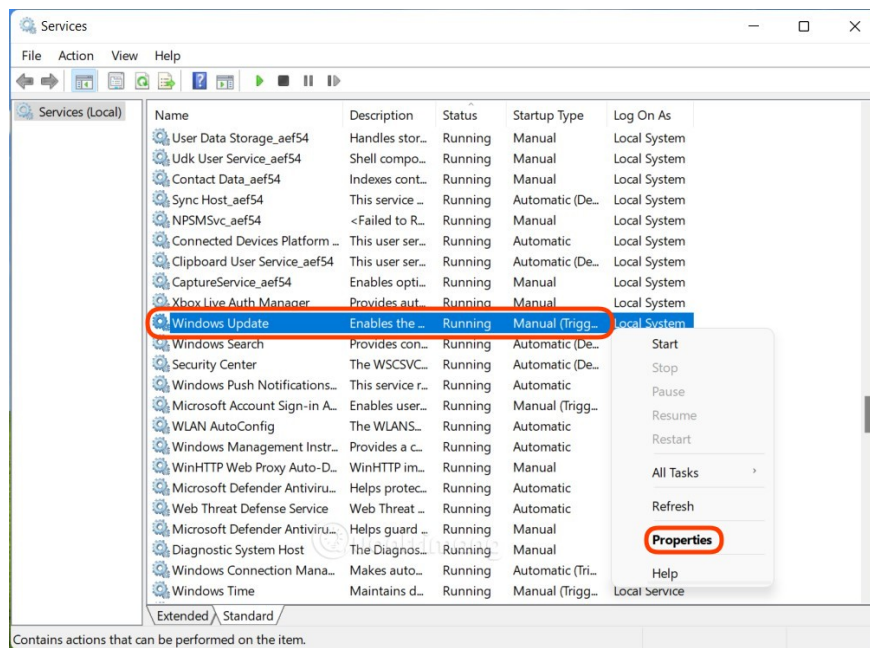 Services
File Action View Help
Services (Local)
Name Description Status Startup Type Log On As
User Data Storage_aef54 Handles stor... Running Manual Local System
Udk User Service_aef54 Shell compo... Running Manual Local System
Contact Data_aef54 Indexes cont... Running Manual Local System
Sync Host_aef54 This service ... Running Automatic (De... Local System
NPSMSvc_aef54 <Failed to R... Running Manual Local System
Connected Devices Platform ... This user ser... Running Automatic Local System
Clipboard User Service_aef54 This user ser... Running Automatic (De... Local System
CaptureService_aef54 Enables opti... Running Manual Local System
Xbox Live Auth Manager Provides aut... Running Manual Local System
Windows Update Enables the ... Running Manual (Trigg... Local System
Windows Search Provides con... Running Automatic (De...
Security Center The WSCSVC... Running Automatic (De...
Windows Push Notifications... This service r... Running Automatic
Microsoft Account Sign-in A... Enables user... Running Manual (Trigg...
WLAN AutoConfig The WLANS... Running Automatic
Windows Management Instr... Provides a c... Running Automatic
WinHTTP Web Proxy Auto-D... WinHTTP im... Running Manual
Microsoft Defender Antiviru... Helps protec... Running Automatic
Web Threat Defense Service Web Threat ... Running Automatic
Microsoft Defender Antiviru... Helps guard ... Running Manual
Diagnostic System Host The Diagnos... Running Manual
Windows Connection Mana... Makes auto... Running Automatic (Tri...
Windows Time Maintains d... Running Manual (Trigg... Local Service
Start
Stop
Pause
Resume
Restart
All Tasks
Refresh
Properties
Help
Extended Standard
Contains actions that can be performed on the item.